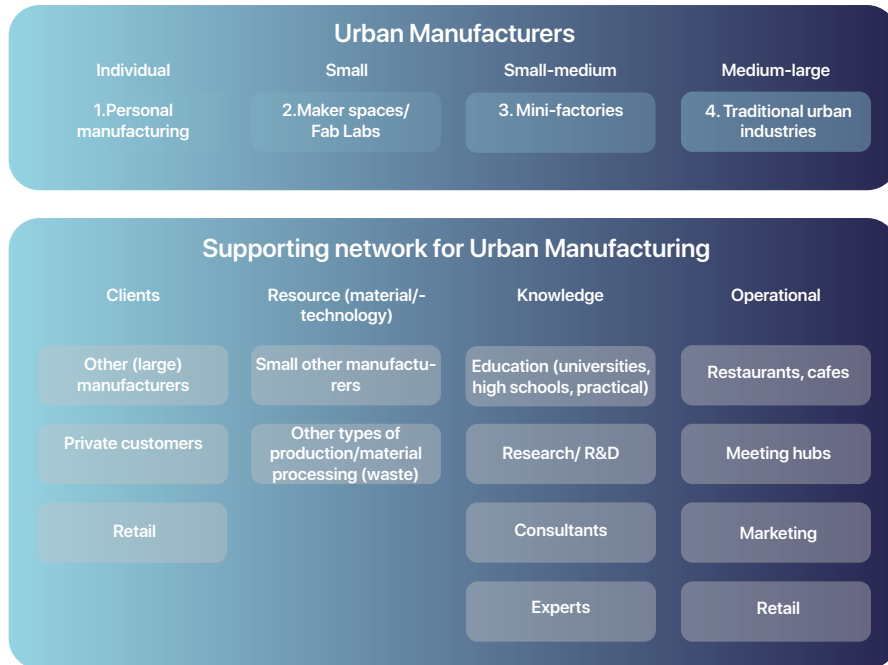 Urban Manufacturers
Individual
Small
Small-medium
Medium-large
1.Personal
manufacturing
2.Maker spaces/
Fab Labs
3. Mini-factories
4. Traditional urban
industries
Supporting network for Urban Manufacturing
Clients
Resource (material/-
technology)
Knowledge
Operational
Other (large)
manufacturers
Small other manufactu-
rers
Education (universities,
high schools, practical)
Restaurants, cafes
Private customers
Other types of
production/material
processing (waste)
Research/ R&D
Meeting hubs
Retail
Consultants
Marketing
Experts
Retail